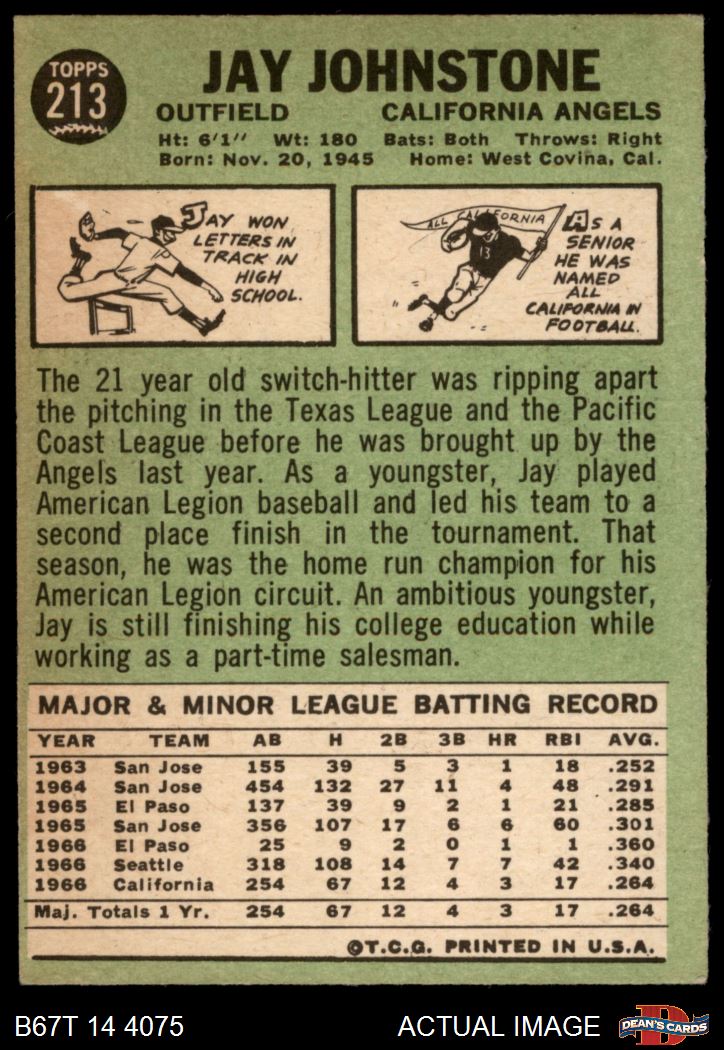 TOPPS
213
JAY JOHNSTONE
OUTFIELD CALIFORNIA ANGELS
Ht: 6'1" Wt: 180 Bats: Both Throws: Right
Born: Nov. 20, 1945 Home: West Covina, Cal.
JAY WON
LETTERS IN
TRACK IN
HIGH
SCHOOL.
ALL CALIFORNIA
13
AS A
SENIOR
HE WAS
NAMED
ALL
CALIFORNIA IN
FOOTBALL.
The 21 year old switch-hitter was ripping apart
the pitching in the Texas League and the Pacific
Coast League before he was brought up by the
Angels last year. As a youngster, Jay played
American Legion baseball and led his team to a
second place finish in the tournament. That
season, he was the home run champion for his
American Legion circuit. An ambitious youngster,
Jay is still finishing his college education while
working as a part-time salesman.
MAJOR & MINOR LEAGUE BATTING RECORD
YEAR TEAM AB H 2B 3B HR RBI AVG.
1963 San Jose 155 39 5 3 1 18 .252
1964 San Jose 454 132 27 11 4 48 .291
1965 El Paso 137 39 9 2 1 21 .285
1965 San Jose 356 107 17 6 6 60 .301
1966 El Paso 25 9 2 0 1 1 .360
1966 Seattle 318 108 14 7 7 42 .340
1966 California 254 67 12 4 3 17 .264
Maj. Totals 1 Yr. 254 67 12 4 3 17 .264
©T.C.G. PRINTED IN U.S.A.
B67T 14 4075 ACTUAL IMAGE
D
DEAN'S CARDS